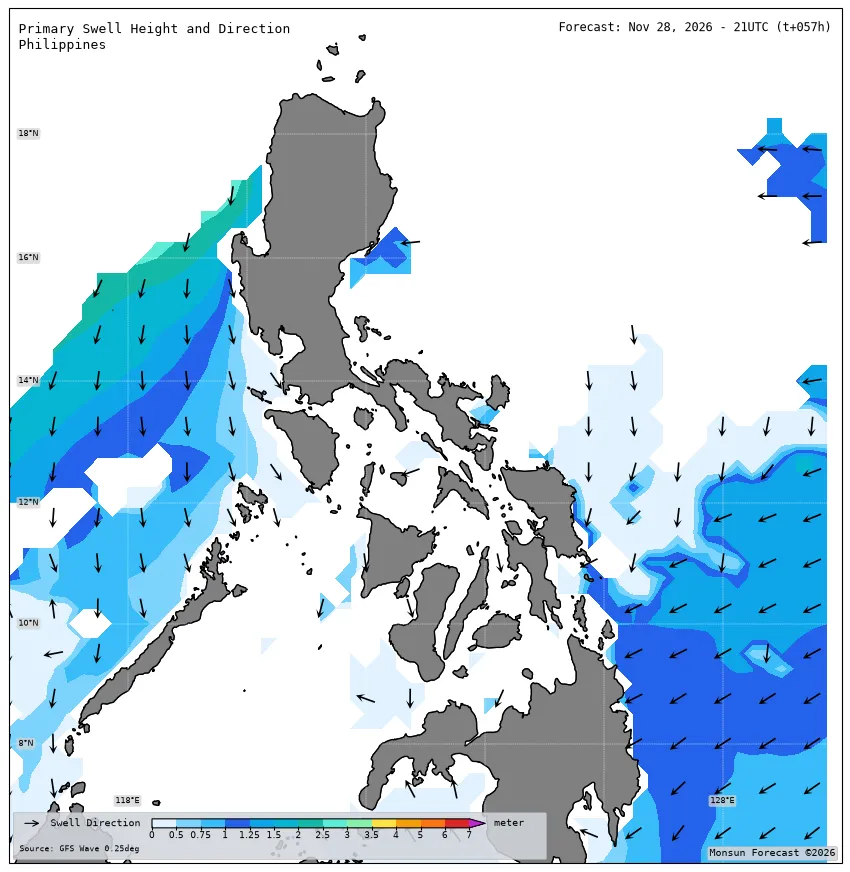 Primary Swell Height and Direction
Philippines
Forecast: Nov 28, 2026 - 21UTC (t+057h)
18°N
16°N
14°N
12°N
10°N
8°N
118°E
128°E
Swell Direction
0 0.5 0.75 1 1.25 1.5 2 2.5 3 3.5 4 5 6 7
meter
Source: GFS Wave 0.25deg
Monsun Forecast ©2026